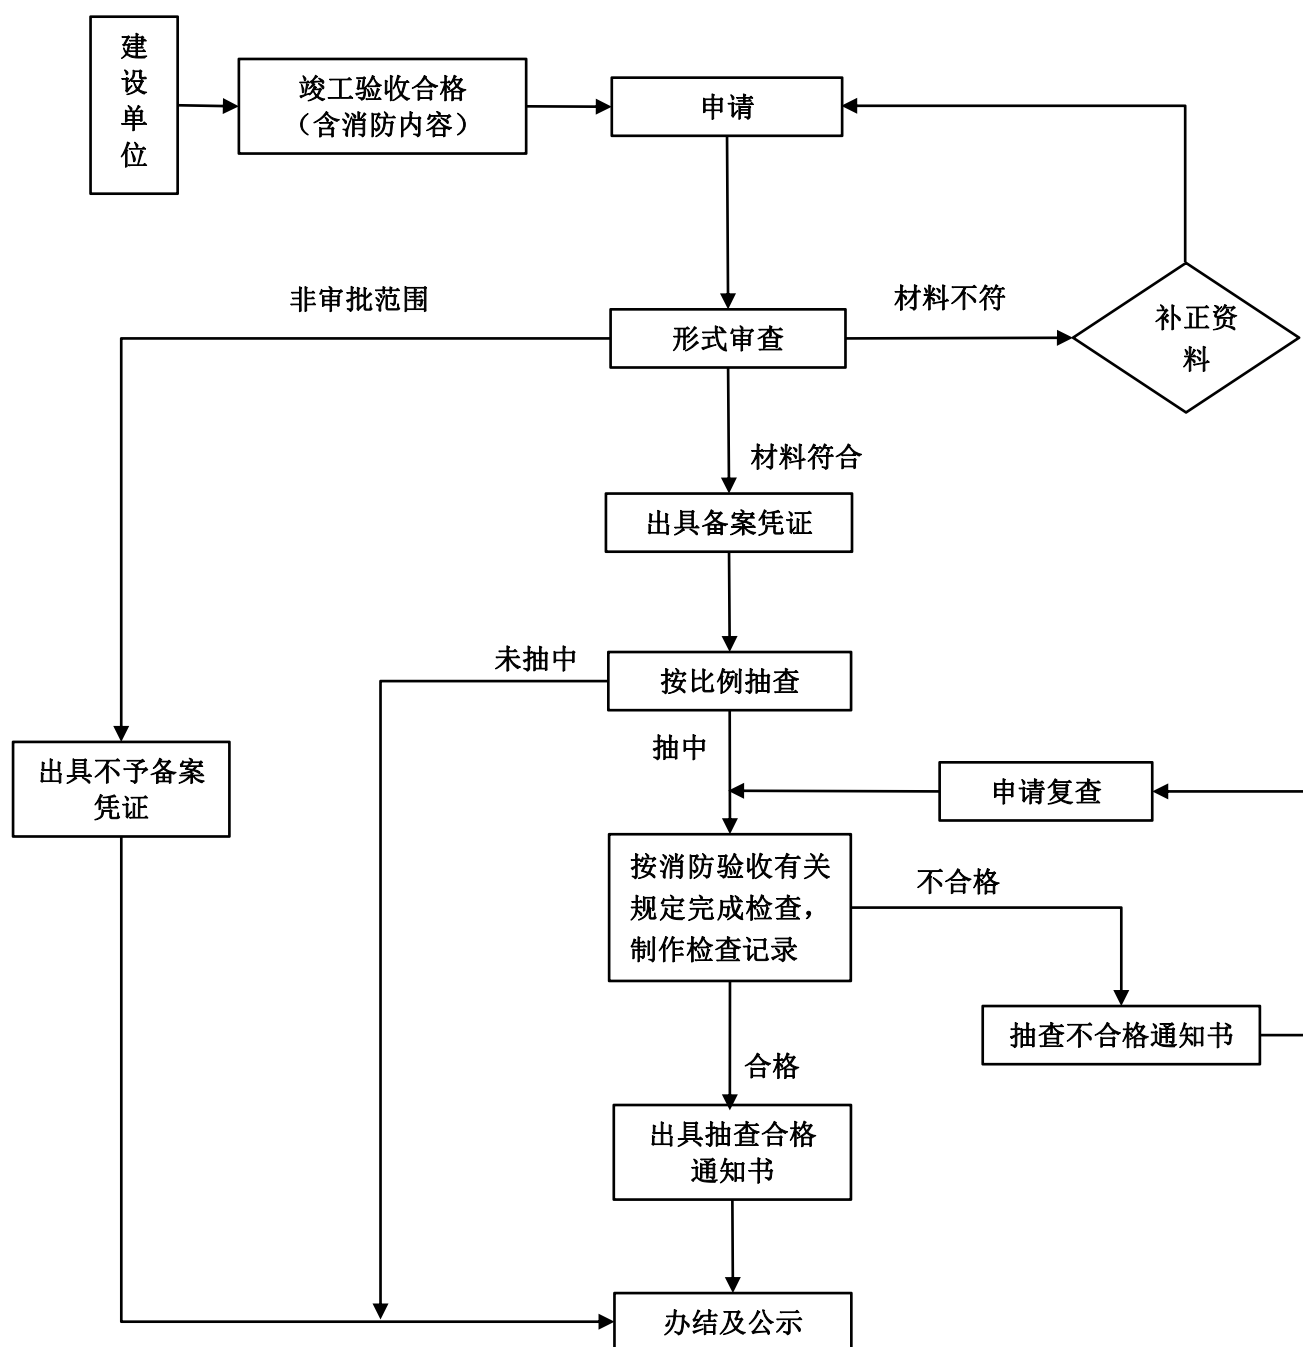 建
设
单
位
竣工验收合格
（含消防内容）
申请
非审批范围
材料不符
形式审查
补正资
料
材料符合
出具备案凭证
未抽中
按比例抽查
抽中
出具不予备案
凭证
申请复查
按消防验收有关
规定完成检查，
制作检查记录
不合格
抽查不合格通知书
合格
出具抽查合格
通知书
办结及公示